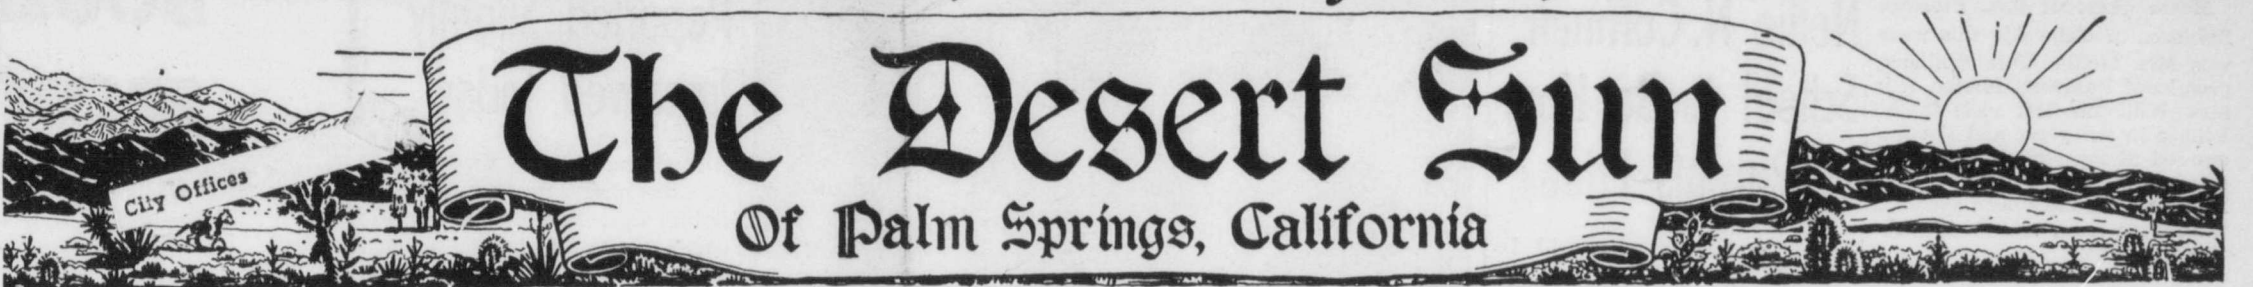 The Desert Sun
City Offices
Of Palm Springs, California